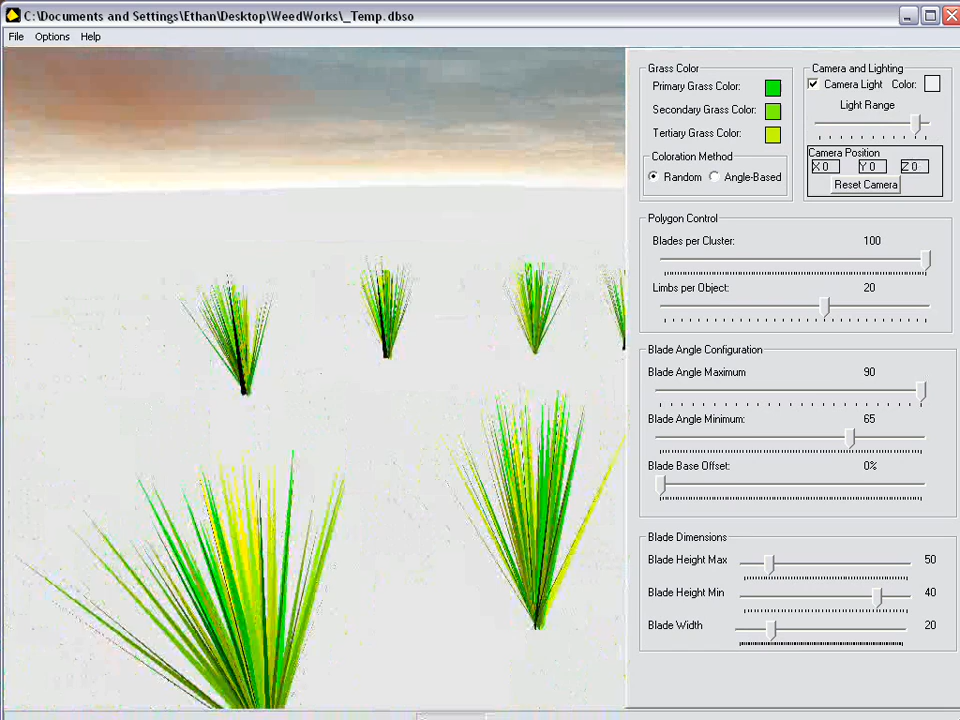 C:\Documents and Settings\Ethan\Desktop\WeedWorks\_Temp.dbso
File Options Help
Grass Color
Primary Grass Color:
Secondary Grass Color:
Tertiary Grass Color:
Coloration Method
Random Angle-Based
Camera and Lighting
Camera Light Color:
Light Range
Camera Position
X 0 Y 0 Z 0
Reset Camera
Polygon Control
Blades per Cluster: 100
Limbs per Object: 20
Blade Angle Configuration
Blade Angle Maximum 90
Blade Angle Minimum: 65
Blade Base Offset: 0%
Blade Dimensions
Blade Height Max 50
Blade Height Min 40
Blade Width 20